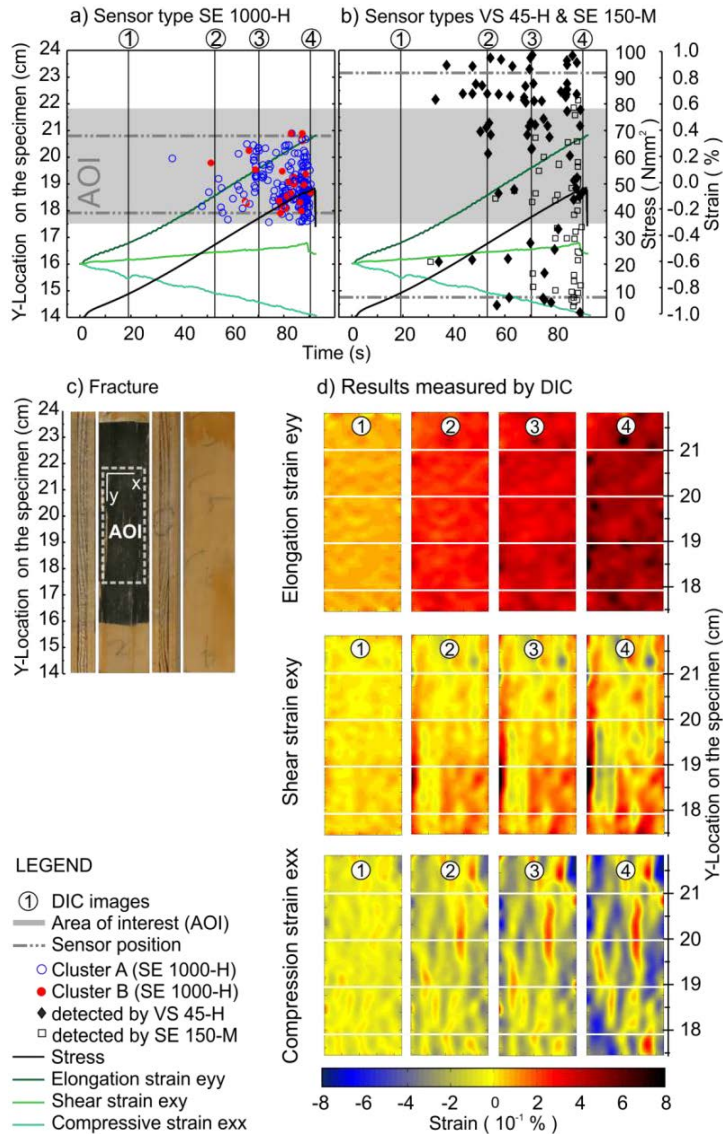 a) Sensor type SE 1000-H
b) Sensor types VS 45-H & SE 150-M
1 2 3 4
1 2 3 4
Y-Location on the specimen (cm)
24
23
22
21
20
19
18
17
16
15
14
AOI
0 20 40 60 80
0 20 40 60 80
Time (s)
100
90
80
70
60
50
40
30
20
10
0
Stress ( Nmm²)
1.0
0.8
0.6
0.4
0.2
0.0
-0.2
-0.4
-0.6
-0.8
-1.0
Strain ( % )
c) Fracture
Y-Location on the specimen (cm)
24
23
22
21
20
19
18
17
16
15
14
x
y
AOI
d) Results measured by DIC
Elongation strain eyy
1 2 3 4
21
20
19
18
Shear strain exy
1 2 3 4
21
20
19
18
Compression strain exx
1 2 3 4
21
20
19
18
Y-Location on the specimen (cm)
-8 -6 -4 -2 0 2 4 6 8
Strain ( 10⁻¹ %)
LEGEND
1 DIC images
Area of interest (AOI)
Sensor position
Cluster A (SE 1000-H)
Cluster B (SE 1000-H)
detected by VS 45-H
detected by SE 150-M
Stress
Elongation strain eyy
Shear strain exy
Compressive strain exx